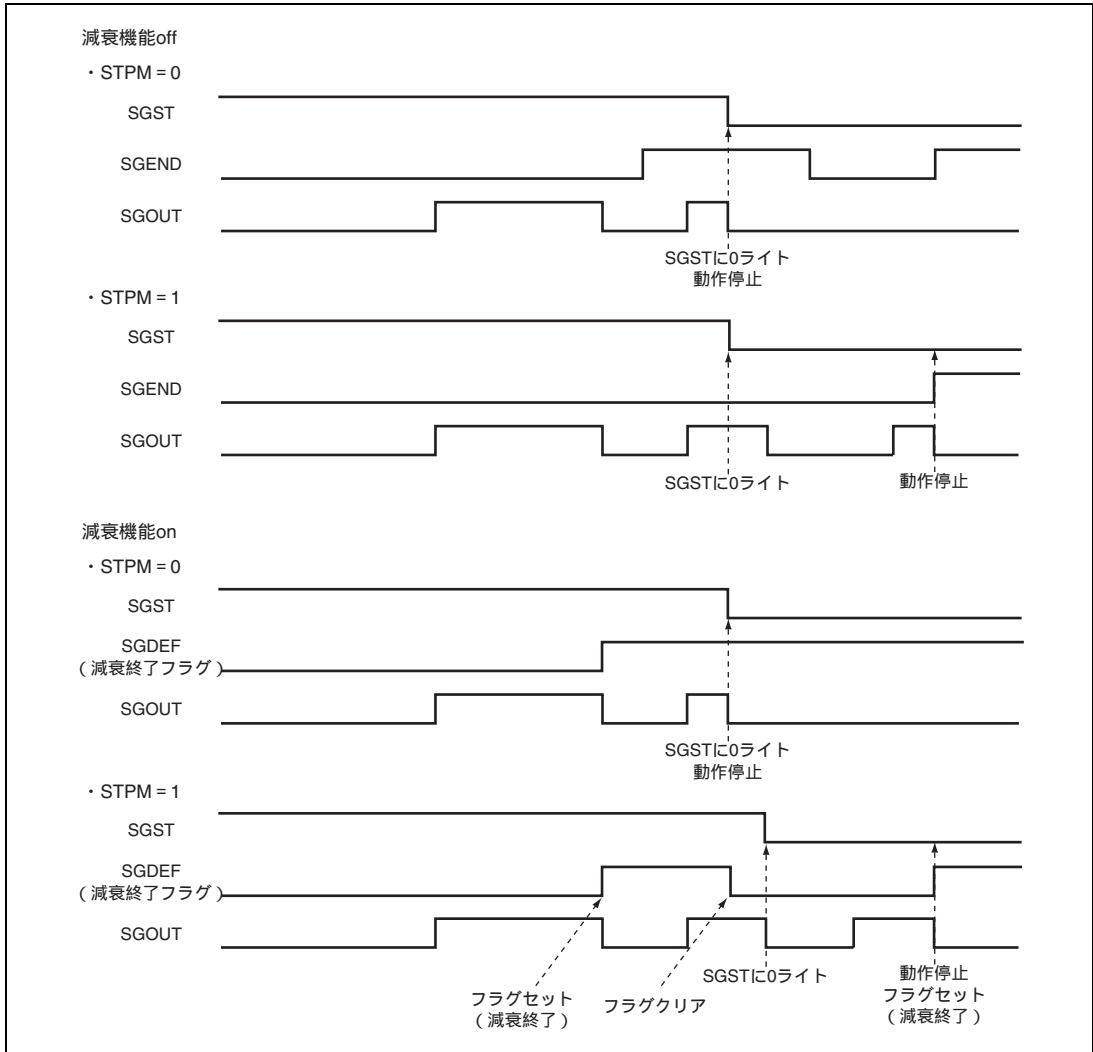 減衰機能off
・STPM = 0
SGST
SGEND
SGOUT
SGSTに0ライト
動作停止
・STPM = 1
SGST
SGEND
SGOUT
SGSTに0ライト
動作停止
減衰機能on
・STPM = 0
SGST
SGDEF
(減衰終了フラグ)
SGOUT
SGSTに0ライト
動作停止
・STPM = 1
SGST
SGDEF
(減衰終了フラグ)
SGOUT
フラグセット
(減衰終了)
フラグクリア
SGSTに0ライト
動作停止
フラグセット
(減衰終了)